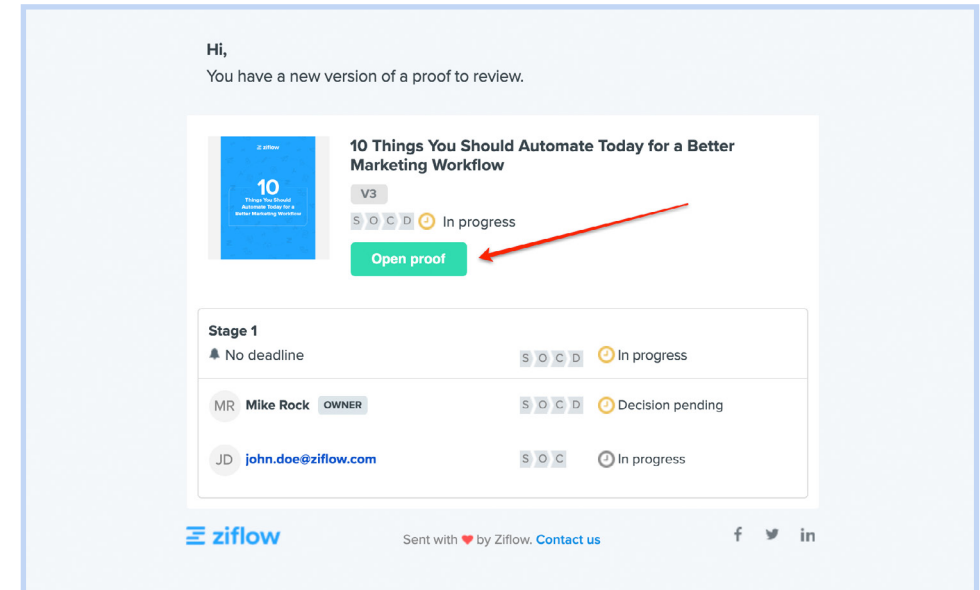 Hi,
You have a new version of a proof to review.
ziflow
10
Things You Should
Automate Today for a
Better Marketing Workflow
10 Things You Should Automate Today for a Better
Marketing Workflow
V3
S O C D In progress
Open proof
Stage 1
No deadline
S O C D In progress
MR Mike Rock OWNER S O C D Decision pending
JD john.doe@ziflow.com S O C In progress
ziflow
Sent with ❤ by Ziflow. Contact us
f in